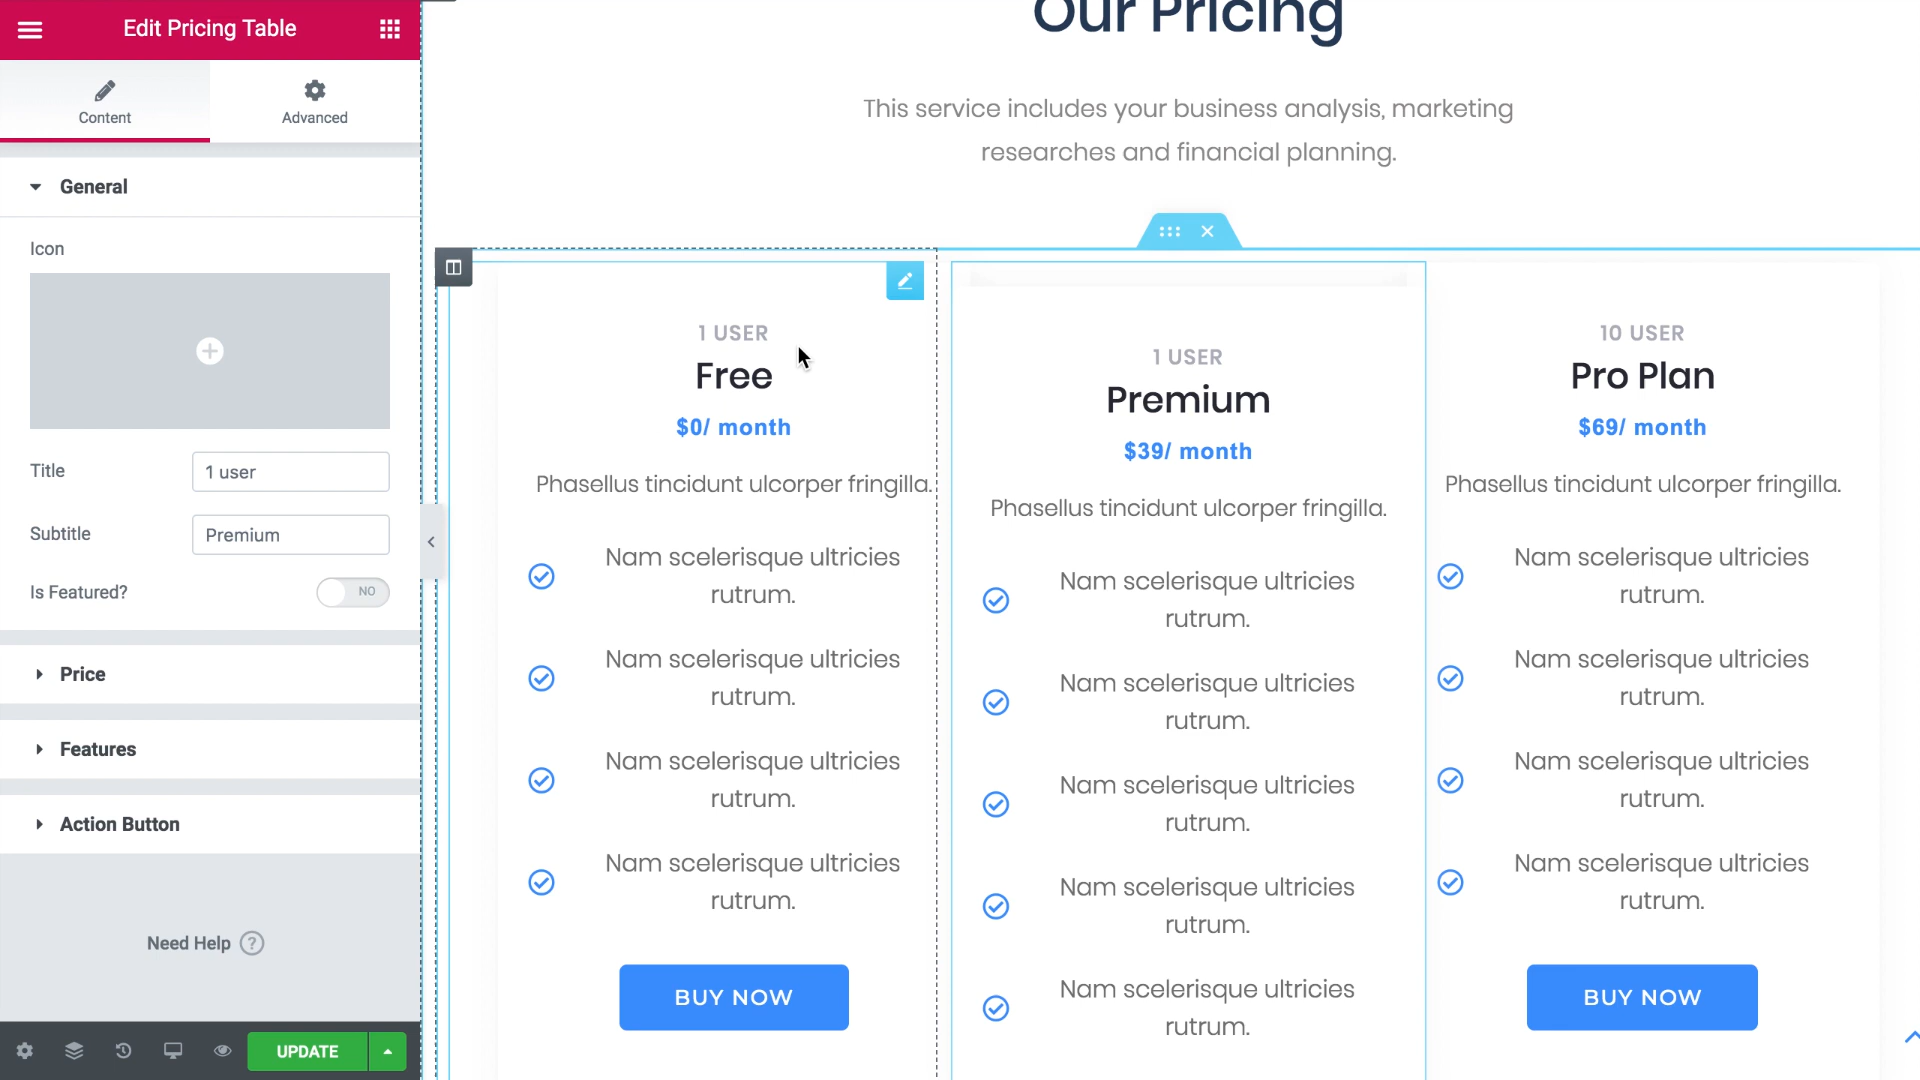 Edit Pricing Table
Content
Advanced
General
Icon
Title
1 user
Subtitle
Premium
Is Featured?
NO
Price
Features
Action Button
Need Help ?
UPDATE
Our Pricing
This service includes your business analysis, marketing
researches and financial planning.
1 USER
Free
$0/ month
Phasellus tincidunt ulcorper fringilla.
Nam scelerisque ultricies
rutrum.
Nam scelerisque ultricies
rutrum.
Nam scelerisque ultricies
rutrum.
Nam scelerisque ultricies
rutrum.
BUY NOW
1 USER
Premium
$39/ month
Phasellus tincidunt ulcorper fringilla.
Nam scelerisque ultricies
rutrum.
Nam scelerisque ultricies
rutrum.
Nam scelerisque ultricies
rutrum.
Nam scelerisque ultricies
rutrum.
Nam scelerisque ultricies
rutrum.
10 USER
Pro Plan
$69/ month
Phasellus tincidunt ulcorper fringilla.
Nam scelerisque ultricies
rutrum.
Nam scelerisque ultricies
rutrum.
Nam scelerisque ultricies
rutrum.
Nam scelerisque ultricies
rutrum.
BUY NOW